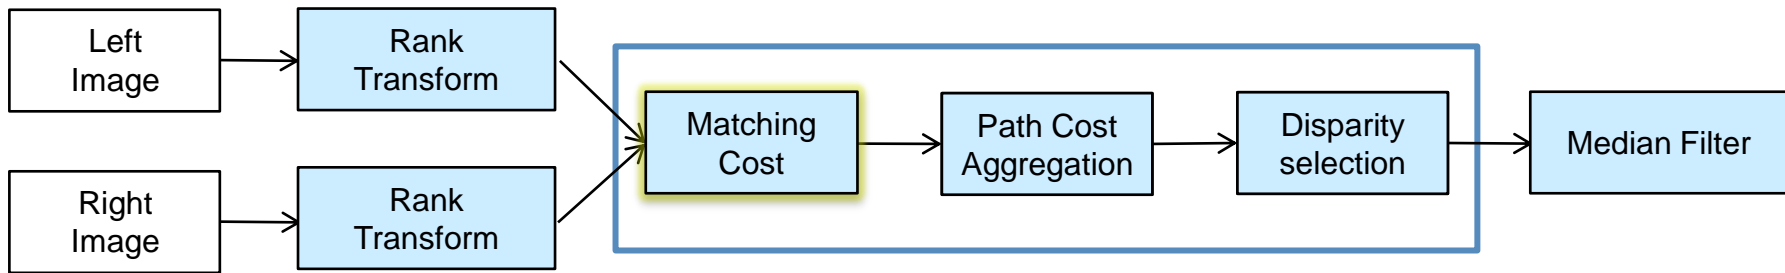 Left
Image
Rank
Transform
Right
Image
Rank
Transform
Matching
Cost
Path Cost
Aggregation
Disparity
selection
Median Filter